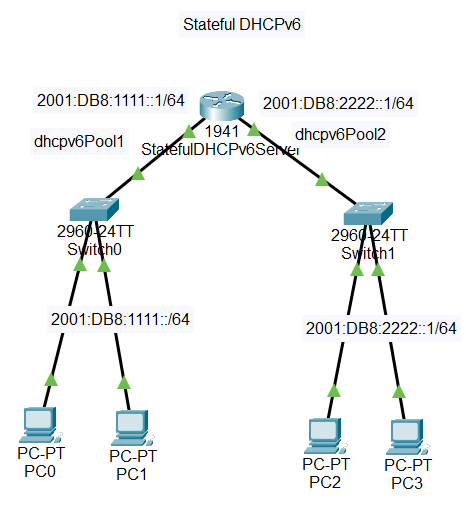 Stateful DHCPv6
2001:DB8:1111::1/64
2001:DB8:2222::1/64
1941
StatefulDHCPv6Server
dhcpv6Pool1
dhcpv6Pool2
2960-24TT
Switch0
2960-24TT
Switch1
2001:DB8:1111::/64
2001:DB8:2222::1/64
PC-PT
PC0
PC-PT
PC1
PC-PT
PC2
PC-PT
PC3